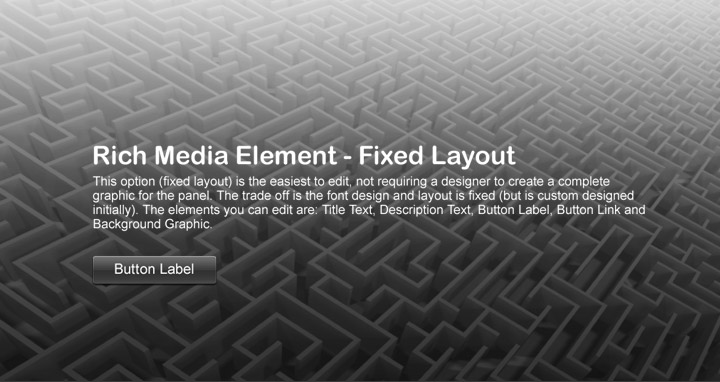 Rich Media Element - Fixed Layout
This option (fixed layout) is the easiest to edit, not requiring a designer to create a complete
graphic for the panel. The trade off is the font design and layout is fixed (but is custom designed
initially). The elements you can edit are: Title Text, Description Text, Button Label, Button Link and
Background Graphic.
Button Label